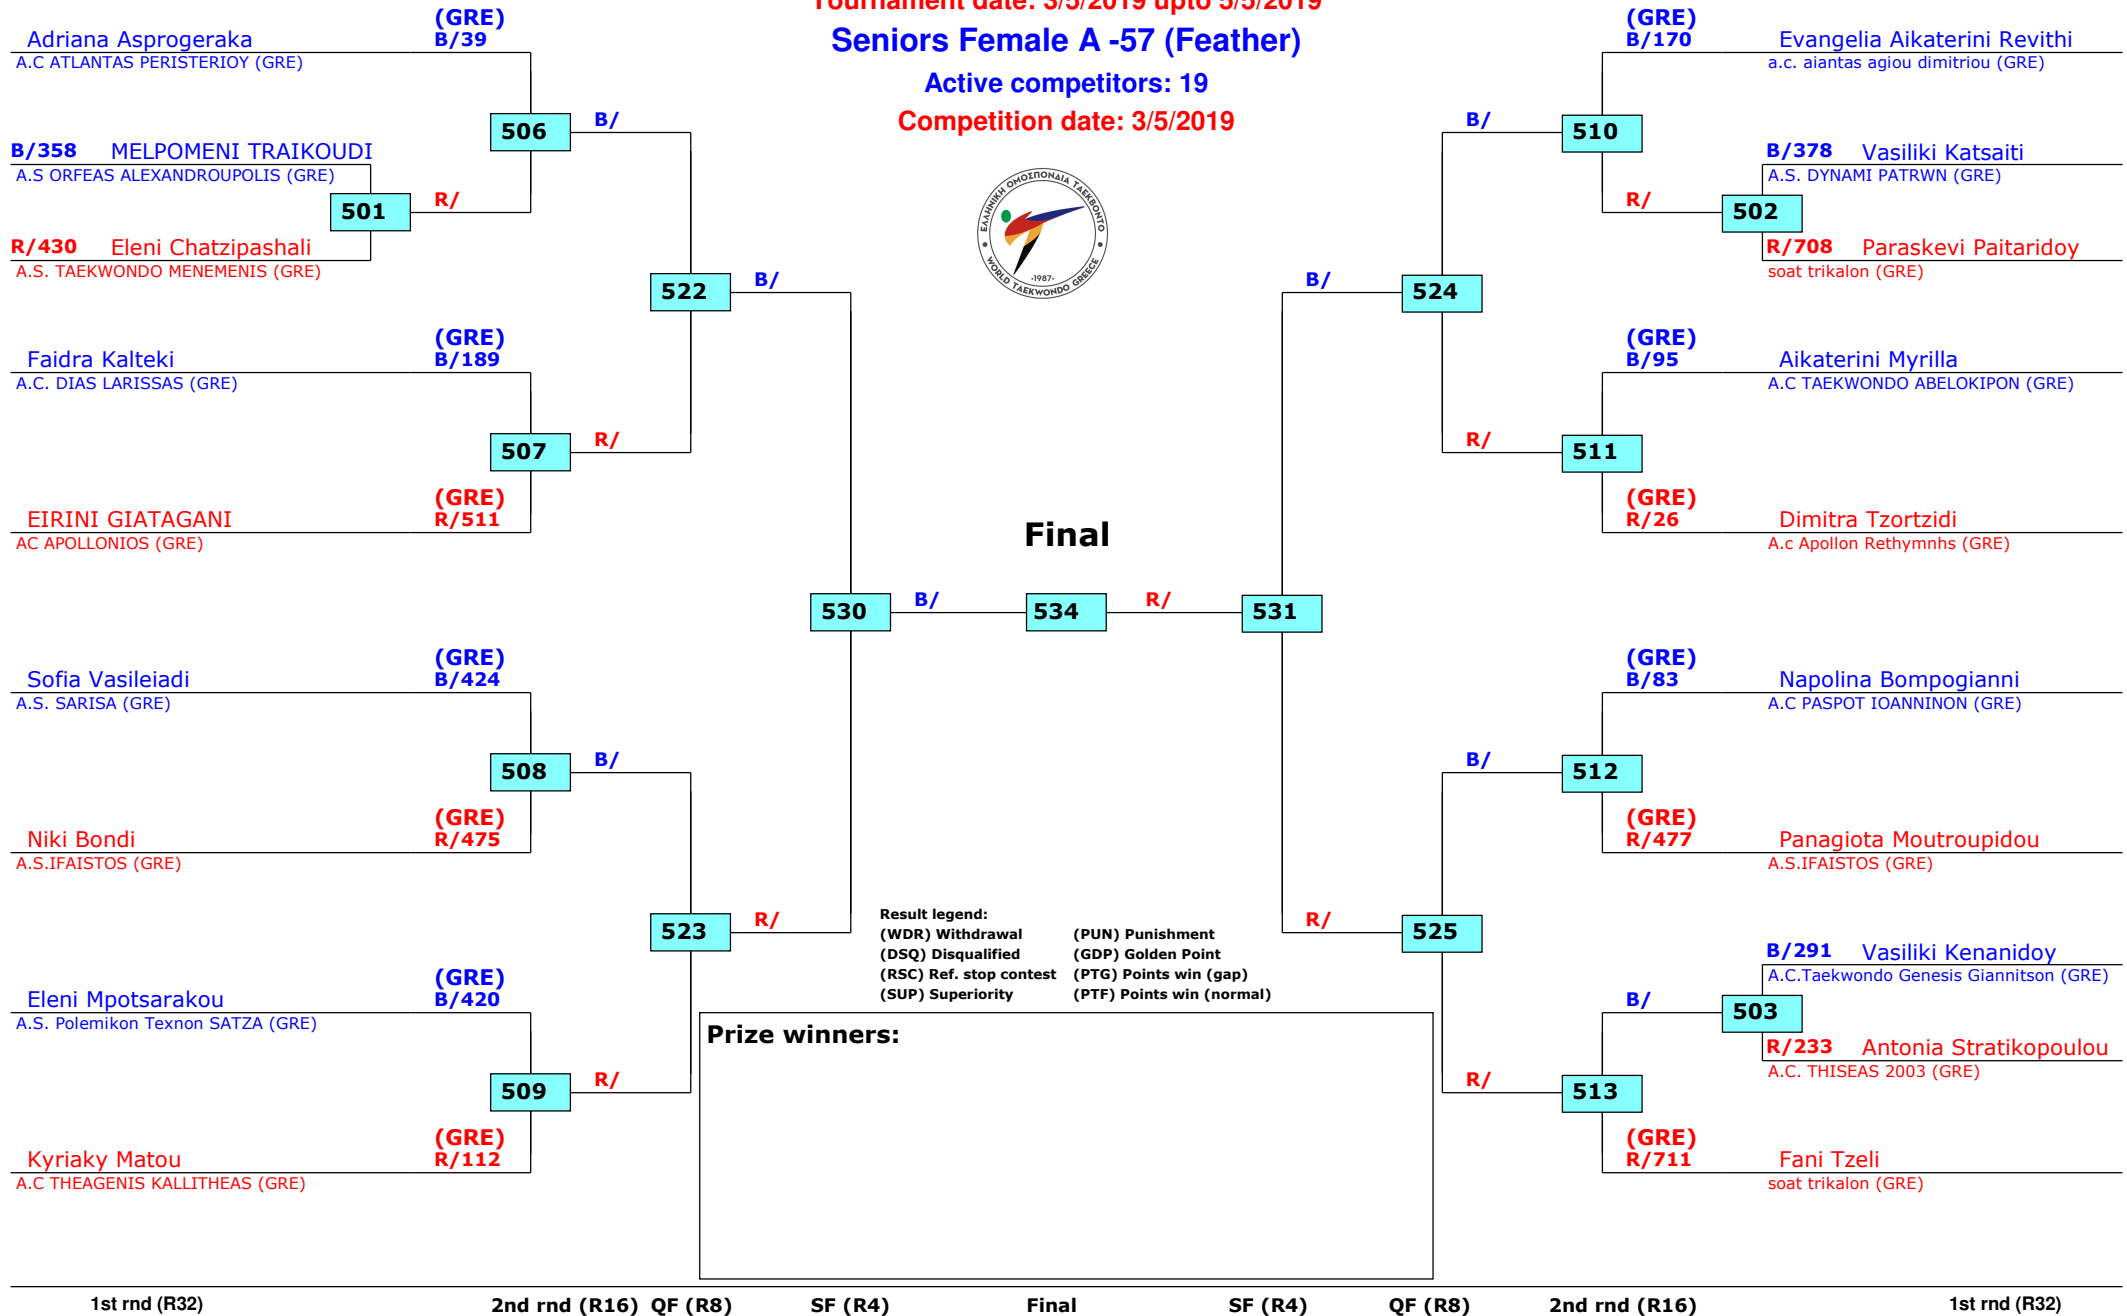 Tournament date: 3/5/2019 upto 5/5/2019
Seniors Female A -57 (Feather)
Active competitors: 19
Competition date: 3/5/2019
ΕΛΛΗΝΙΚΗ ΟΜΟΣΠΟΝΔΙΑ ΤΑΕΚΒΟΝΤΟ
·1987·
WORLD TAEKWONDO GREECE
(GRE)
Adriana Asprogeraka B/39
A.C ATLANTAS PERISTERIOY (GRE)
506
B/
B/358 MELPOMENI TRAIKOUDI
A.S ORFEAS ALEXANDROUPOLIS (GRE)
501
R/
R/430 Eleni Chatzipashali
A.S. TAEKWONDO MENEMENIS (GRE)
522
B/
(GRE)
Faidra Kalteki B/189
A.C. DIAS LARISSAS (GRE)
507
R/
(GRE)
EIRINI GIATAGANI R/511
AC APOLLONIOS (GRE)
530
B/
(GRE)
Sofia Vasileiadi B/424
A.S. SARISA (GRE)
508
B/
(GRE)
Niki Bondi R/475
A.S.IFAISTOS (GRE)
523
R/
(GRE)
Eleni Mpotsarakou B/420
A.S. Polemikon Texnon SATZA (GRE)
509
R/
(GRE)
Kyriaky Matou R/112
A.C THEAGENIS KALLITHEAS (GRE)
Final
534
R/
531
(GRE)
B/170 Evangelia Aikaterini Revithi
a.c. aiantas agiou dimitriou (GRE)
B/
510
B/378 Vasiliki Katsaiti
A.S. DYNAMI PATRWN (GRE)
R/
502
R/708 Paraskevi Paitaridoy
soat trikalon (GRE)
B/
524
(GRE)
B/95 Aikaterini Myrilla
A.C TAEKWONDO ABELOKIPON (GRE)
R/
511
(GRE)
R/26 Dimitra Tzortzidi
A.c Apollon Rethymnhs (GRE)
(GRE)
B/83 Napolina Bompogianni
A.C PASPOT IOANNINON (GRE)
B/
512
(GRE)
R/477 Panagiota Moutroupidou
A.S.IFAISTOS (GRE)
R/
525
B/291 Vasiliki Kenanidoy
A.C.Taekwondo Genesis Giannitson (GRE)
B/
503
R/233 Antonia Stratikopoulou
A.C. THISEAS 2003 (GRE)
R/
513
(GRE)
R/711 Fani Tzeli
soat trikalon (GRE)
Result legend:
(WDR) Withdrawal (PUN) Punishment
(DSQ) Disqualified (GDP) Golden Point
(RSC) Ref. stop contest (PTG) Points win (gap)
(SUP) Superiority (PTF) Points win (normal)
Prize winners:
1st rnd (R32) 2nd rnd (R16) QF (R8) SF (R4) Final SF (R4) QF (R8) 2nd rnd (R16) 1st rnd (R32)